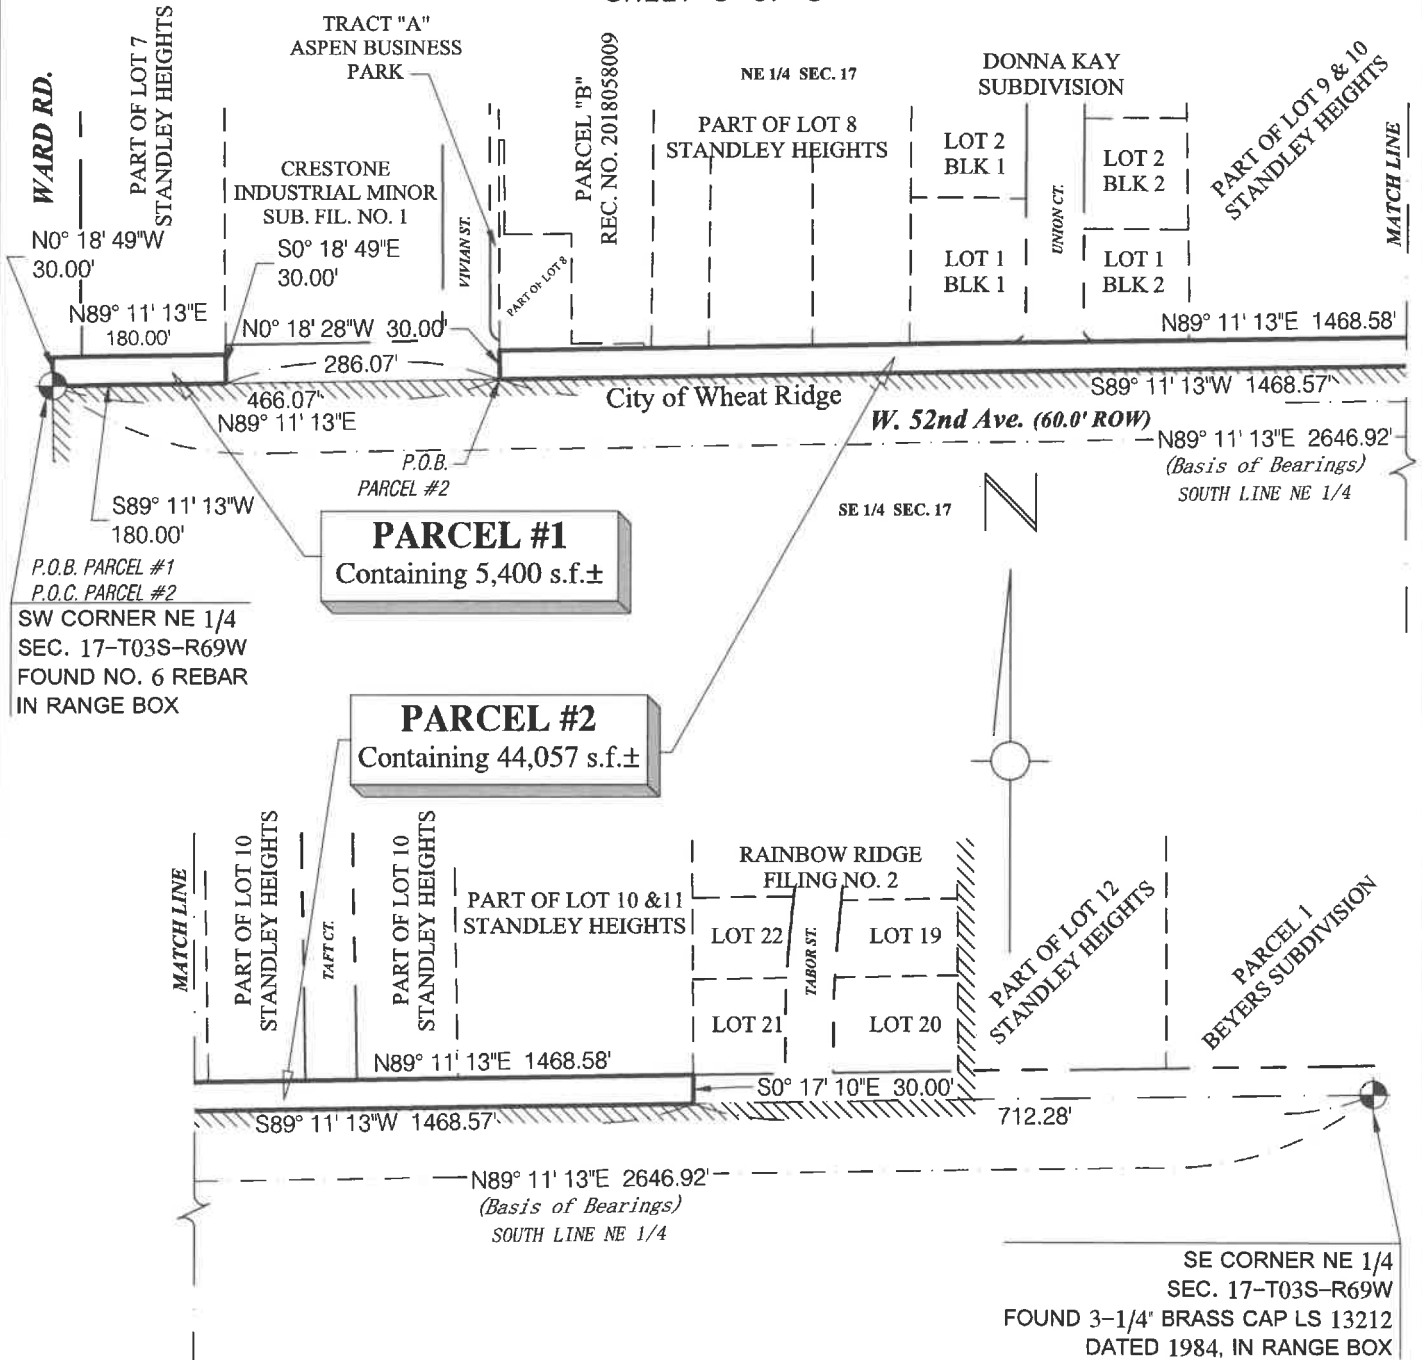 TRACT "A"
ASPEN BUSINESS
PARK
WARD RD.
PART OF LOT 7
STANDLEY HEIGHTS
CRESTONE
INDUSTRIAL MINOR
SUB. FIL. NO. 1
VIVIAN ST.
PART OF LOT 8
PARCEL "B"
REC. NO. 2018058009
NE 1/4 SEC. 17
PART OF LOT 8
STANDLEY HEIGHTS
DONNA KAY
SUBDIVISION
LOT 2
BLK 1
LOT 1
BLK 1
UNION CT.
LOT 2
BLK 2
LOT 1
BLK 2
PART OF LOT 9 & 10
STANDLEY HEIGHTS
MATCH LINE
N0° 18' 49"W
30.00'
S0° 18' 49"E
30.00'
N89° 11' 13"E
180.00'
N0° 18' 28"W 30.00'
N89° 11' 13"E 1468.58'
286.07'
466.07'
N89° 11' 13"E
City of Wheat Ridge
S89° 11' 13"W 1468.57'
W. 52nd Ave. (60.0' ROW)
N89° 11' 13"E 2646.92'
(Basis of Bearings)
SOUTH LINE NE 1/4
P.O.B.
PARCEL #2
S89° 11' 13"W
180.00'
SE 1/4 SEC. 17
N
P.O.B. PARCEL #1
P.O.C. PARCEL #2
SW CORNER NE 1/4
SEC. 17-T03S-R69W
FOUND NO. 6 REBAR
IN RANGE BOX
PARCEL #1
Containing 5,400 s.f.±
PARCEL #2
Containing 44,057 s.f.±
MATCH LINE
PART OF LOT 10
STANDLEY HEIGHTS
TAFT CT.
PART OF LOT 10
STANDLEY HEIGHTS
PART OF LOT 10 &11
STANDLEY HEIGHTS
RAINBOW RIDGE
FILING NO. 2
LOT 22
LOT 21
TABOR ST.
LOT 19
LOT 20
PART OF LOT 12
STANDLEY HEIGHTS
PARCEL 1
BEYERS SUBDIVISION
N89° 11' 13"E 1468.58'
S0° 17' 10"E 30.00'
S89° 11' 13"W 1468.57'
712.28'
N89° 11' 13"E 2646.92'
(Basis of Bearings)
SOUTH LINE NE 1/4
SE CORNER NE 1/4
SEC. 17-T03S-R69W
FOUND 3-1/4" BRASS CAP LS 13212
DATED 1984, IN RANGE BOX